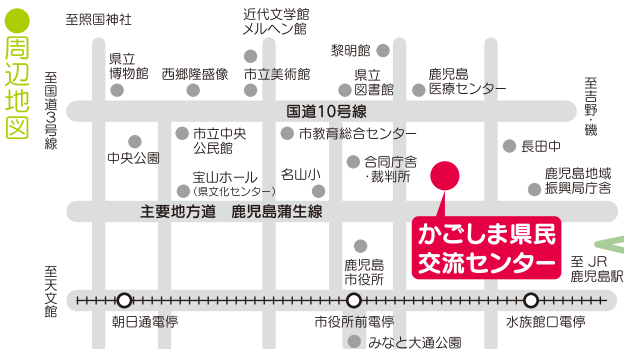 周辺地図
至照国神社
近代文学館
メルヘン館
黎明館
県立
博物館
西郷隆盛像
市立美術館
県立
図書館
鹿児島
医療センター
至国道3号線
国道10号線
至吉野・磯
中央公園
市立中央
公民館
市教育総合センター
合同庁舎
・裁判所
長田中
宝山ホール
（県文化センター）
名山小
鹿児島地域
振興局庁舎
主要地方道　鹿児島蒲生線
かごしま県民
交流センター
鹿児島
市役所
至 JR
鹿児島駅
至天文館
朝日通電停
市役所前電停
水族館口電停
みなと大通公園